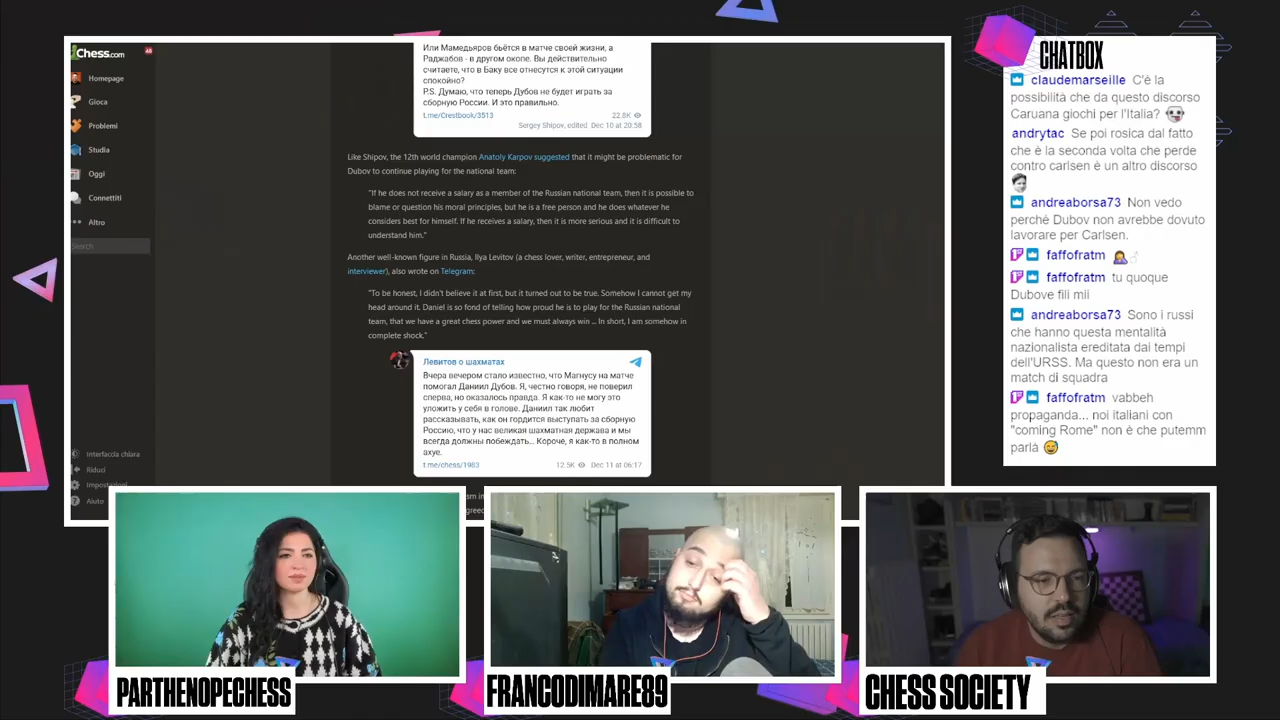 Chess.com
Homepage
Gioca
Problemi
Studia
Oggi
Connettiti
Altro
Search
Interfaccia chiara
Riduci
Impostazioni
Aiuto
Или Мамедьяров бьётся в матче своей жизни, а
Раджабов - в другом окопе. Вы действительно
считаете, что в Баку все отнесутся к этой ситуации
спокойно?
P.S. Думаю, что теперь Дубов не будет играть за
сборную России. И это правильно.
t.me/Crestbook/3513
22.8K
Sergey Shipov, edited Dec 10 at 20:58
Like Shipov, the 12th world champion Anatoly Karpov suggested that it might be problematic for
Dubov to continue playing for the national team:
"If he does not receive a salary as a member of the Russian national team, then it is possible to
blame or question his moral principles, but he is a free person and he does whatever he
considers best for himself. If he receives a salary, then it is more serious and it is difficult to
understand him."
Another well-known figure in Russia, Ilya Levitov (a chess lover, writer, entrepreneur, and
interviewer), also wrote on Telegram:
"To be honest, I didn't believe it at first, but it turned out to be true. Somehow I cannot get my
head around it. Daniel is so fond of telling how proud he is to play for the Russian national
team, that we have a great chess power and we must always win ... In short, I am somehow in
complete shock."
Левитов о шахматах
Вчера вечером стало известно, что Магнусу на матче
помогал Даниил Дубов. Я, честно говоря, не поверил
сперва, но оказалось правда. Я как-то не могу это
уложить у себя в голове. Даниил так любит
рассказывать, как он гордится выступать за сборную
Россию, что у нас великая шахматная держава и мы
всегда должны побеждать... Короче, я как-то в полном
ахуе.
t.me/chess/1983
12.5K
Dec 11 at 06:17
CHATBOX
claudemarseille C'è la
possibilità che da questo discorso
Caruana giochi per l'Italia?
andrytac Se poi rosica dal fatto
che è la seconda volta che perde
contro carlsen è un altro discorso
andreaborsa73 Non vedo
perché Dubov non avrebbe dovuto
lavorare per Carlsen.
faffofratm
faffofratm tu quoque
Dubove fili mii
andreaborsa73 Sono i russi
che hanno questa mentalità
nazionalista ereditata dai tempi
dell'URSS. Ma questo non era un
match di squadra
faffofratm vabbeh
propaganda... noi italiani con
"coming Rome" non è che putemm
parlà
PARTHENOPECHESS
FRANCODIMARE89
CHESS SOCIETY